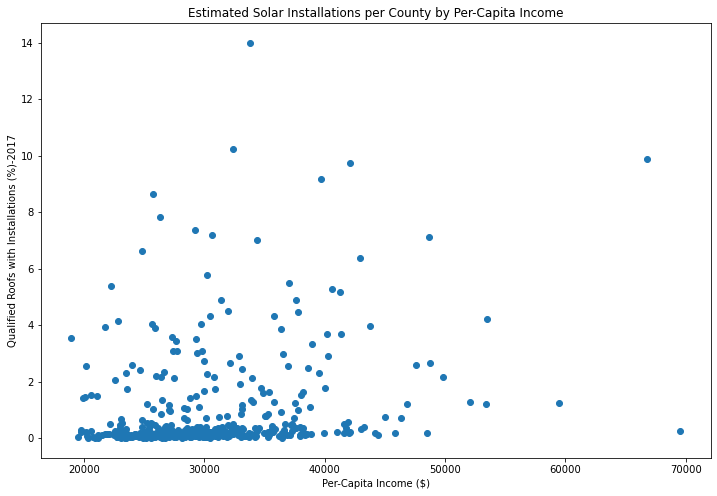 Estimated Solar Installations per County by Per-Capita Income
Qualified Roofs with Installations (%)-2017
14
12
10
8
6
4
2
0
20000 30000 40000 50000 60000 70000
Per-Capita Income ($)